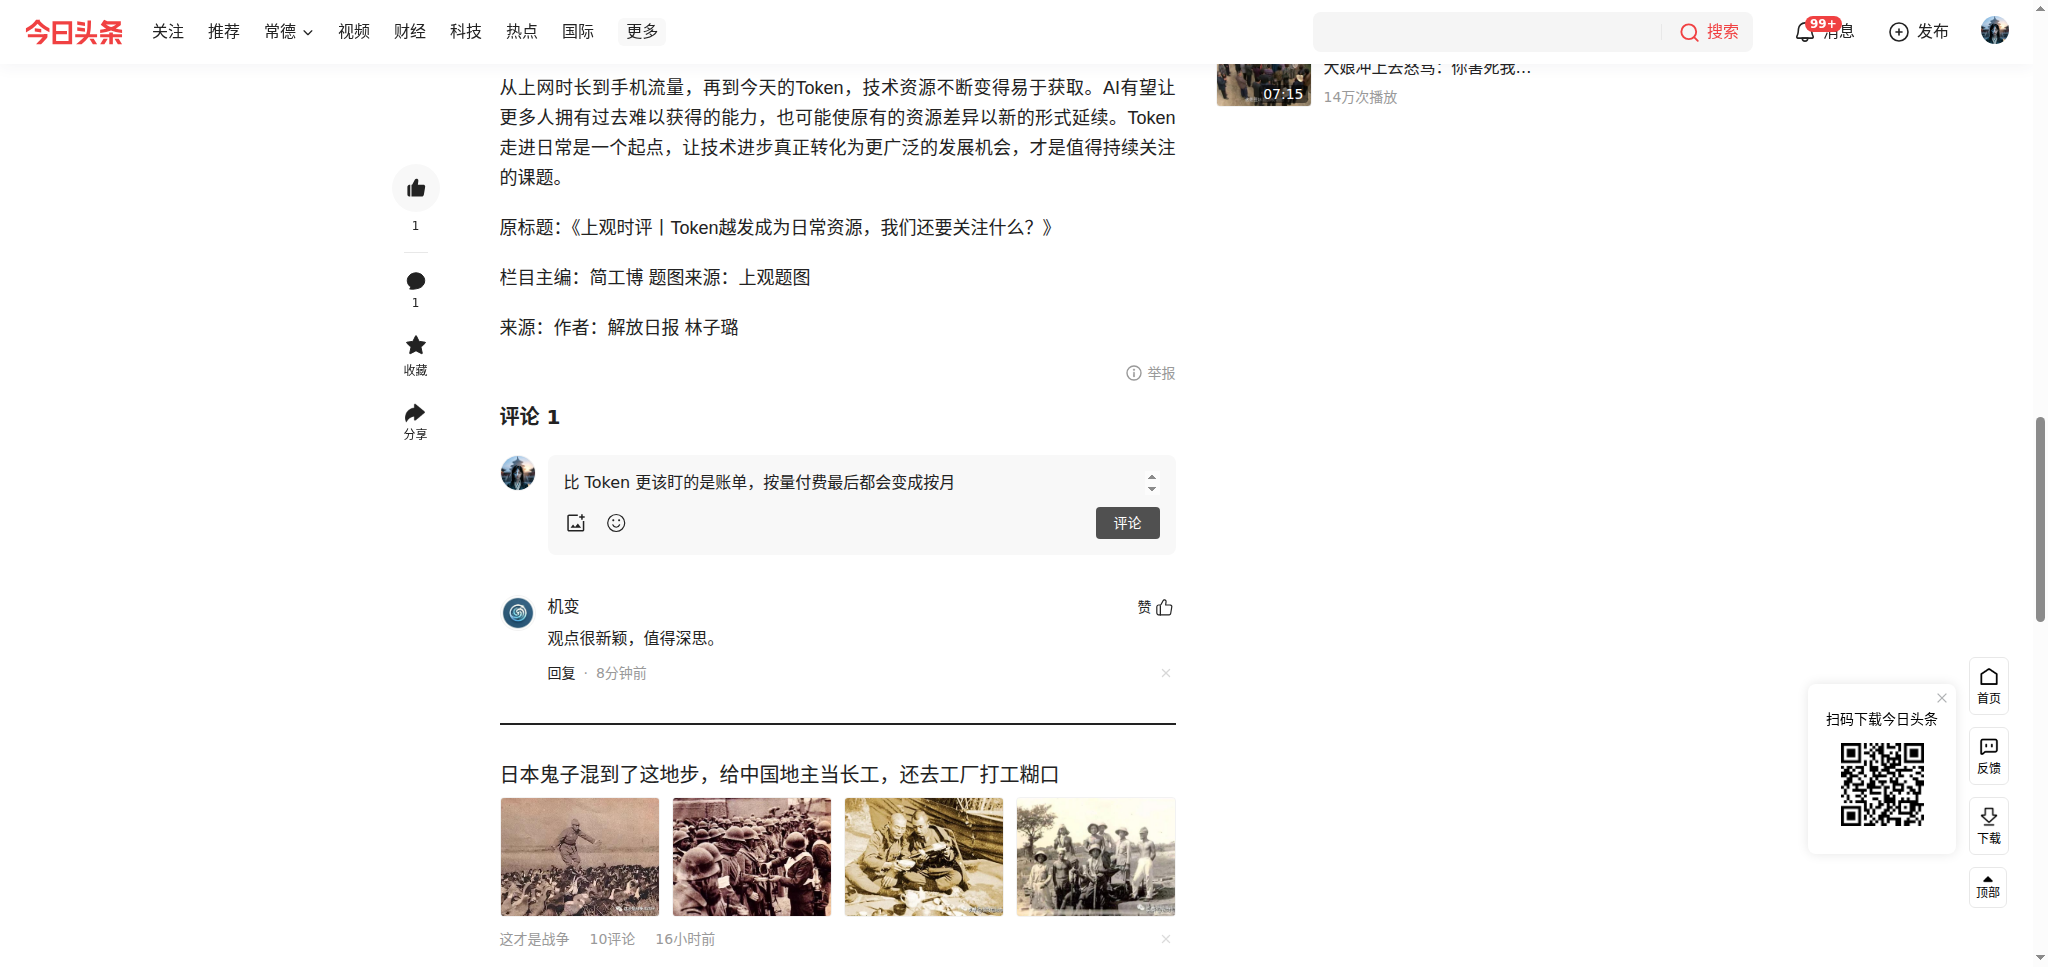 今日头条 关注 推荐 常德 视频 财经 科技 热点 国际 更多 搜索 99+ 消息 发布
大娘冲上去怒骂：你害死我...
07:15
14万次播放
从上网时长到手机流量，再到今天的Token，技术资源不断变得易于获取。AI有望让
更多人拥有过去难以获得的能力，也可能使原有的资源差异以新的形式延续。Token
走进日常是一个起点，让技术进步真正转化为更广泛的发展机会，才是值得持续关注
的课题。
原标题：《上观时评丨Token越发成为日常资源，我们还要关注什么？》
栏目主编：简工博 题图来源：上观题图
来源：作者：解放日报 林子璐
1
1
收藏
分享
举报
评论 1
比 Token 更该盯的是账单，按量付费最后都会变成按月
评论
机变
赞
观点很新颖，值得深思。
回复 · 8分钟前
日本鬼子混到了这地步，给中国地主当长工，还去工厂打工糊口
这才是战争 10评论 16小时前
扫码下载今日头条
首页
反馈
下载
顶部